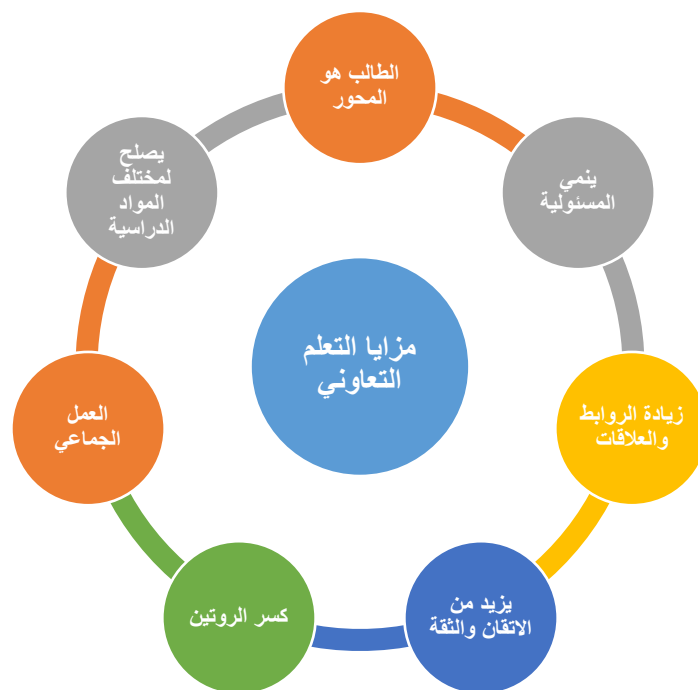 مزايا التعلم
التعاوني
الطالب هو
المحور
ينمي
المسئولية
زيادة الروابط
والعلاقات
يزيد من
الاتقان والثقة
كسر الروتين
العمل
الجماعي
يصلح
لمختلف
المواد
الدراسية